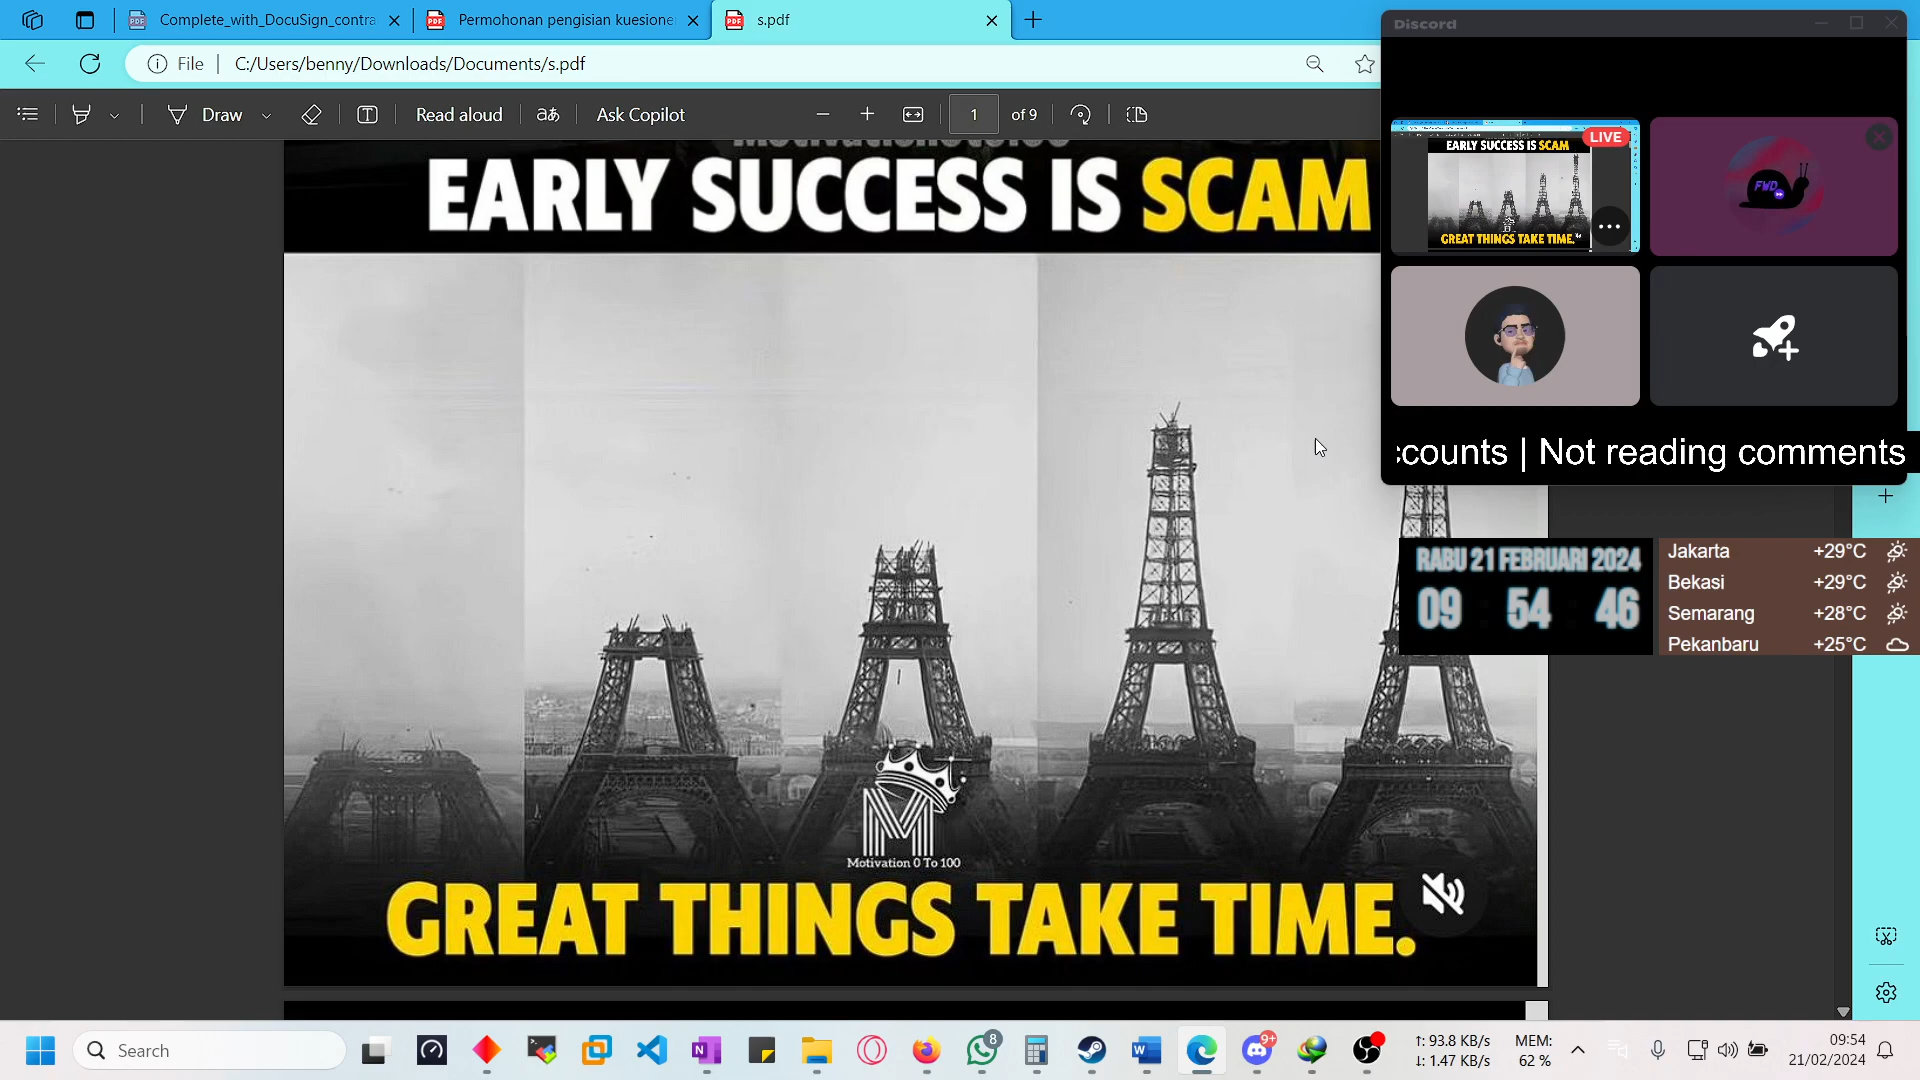 Complete_with_DocuSign_contra
Permohonan pengisian kuesione
s.pdf
File
C:/Users/benny/Downloads/Documents/s.pdf
Draw
Read aloud
aあ
Ask Copilot
1
of 9
Discord
EARLY SUCCESS IS SCAM
LIVE
EARLY SUCCESS IS SCAM
GREAT THINGS TAKE TIME.
FWD
counts | Not reading comments
RABU 21 FEBRUARI 2024
09 54 46
Jakarta +29°C
Bekasi +29°C
Semarang +28°C
Pekanbaru +25°C
M
Motivation 0 To 100
GREAT THINGS TAKE TIME.
Search
8
9+
↑: 93.8 KB/s
↓: 1.47 KB/s
MEM:
62 %
09:54
21/02/2024